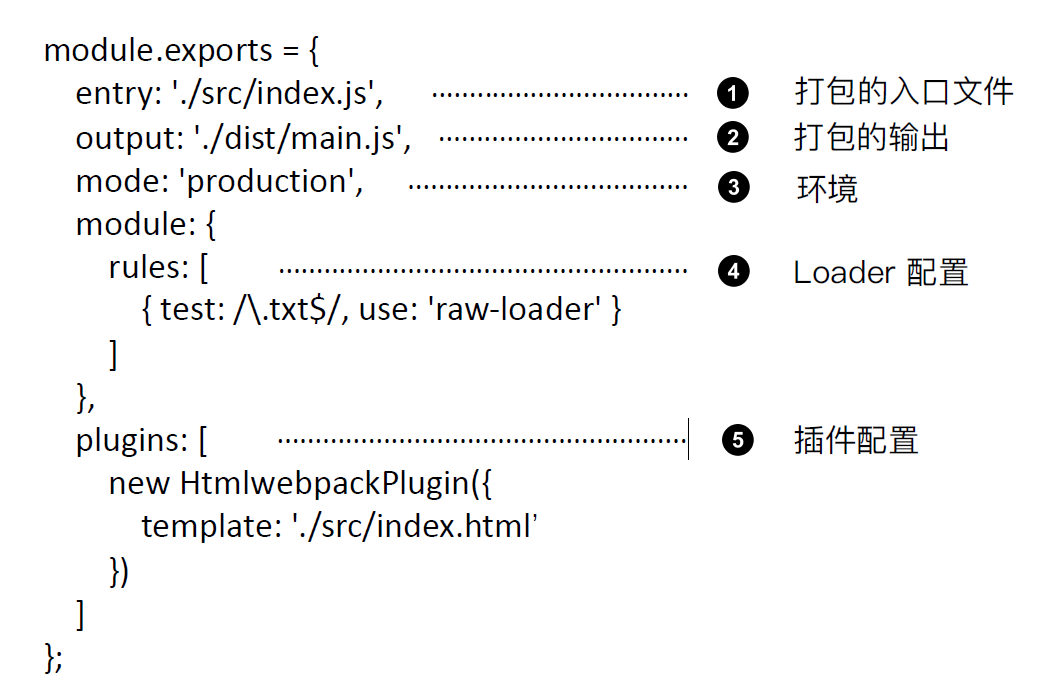 module.exports = {
entry: './src/index.js', ❶ 打包的入口文件
output: './dist/main.js', ❷ 打包的输出
mode: 'production', ❸ 环境
module: {
rules: [ ❹ Loader 配置
{ test: /\.txt$/, use: 'raw-loader' }
]
},
plugins: [ ❺ 插件配置
new HtmlwebpackPlugin({
template: './src/index.html’
})
]
};